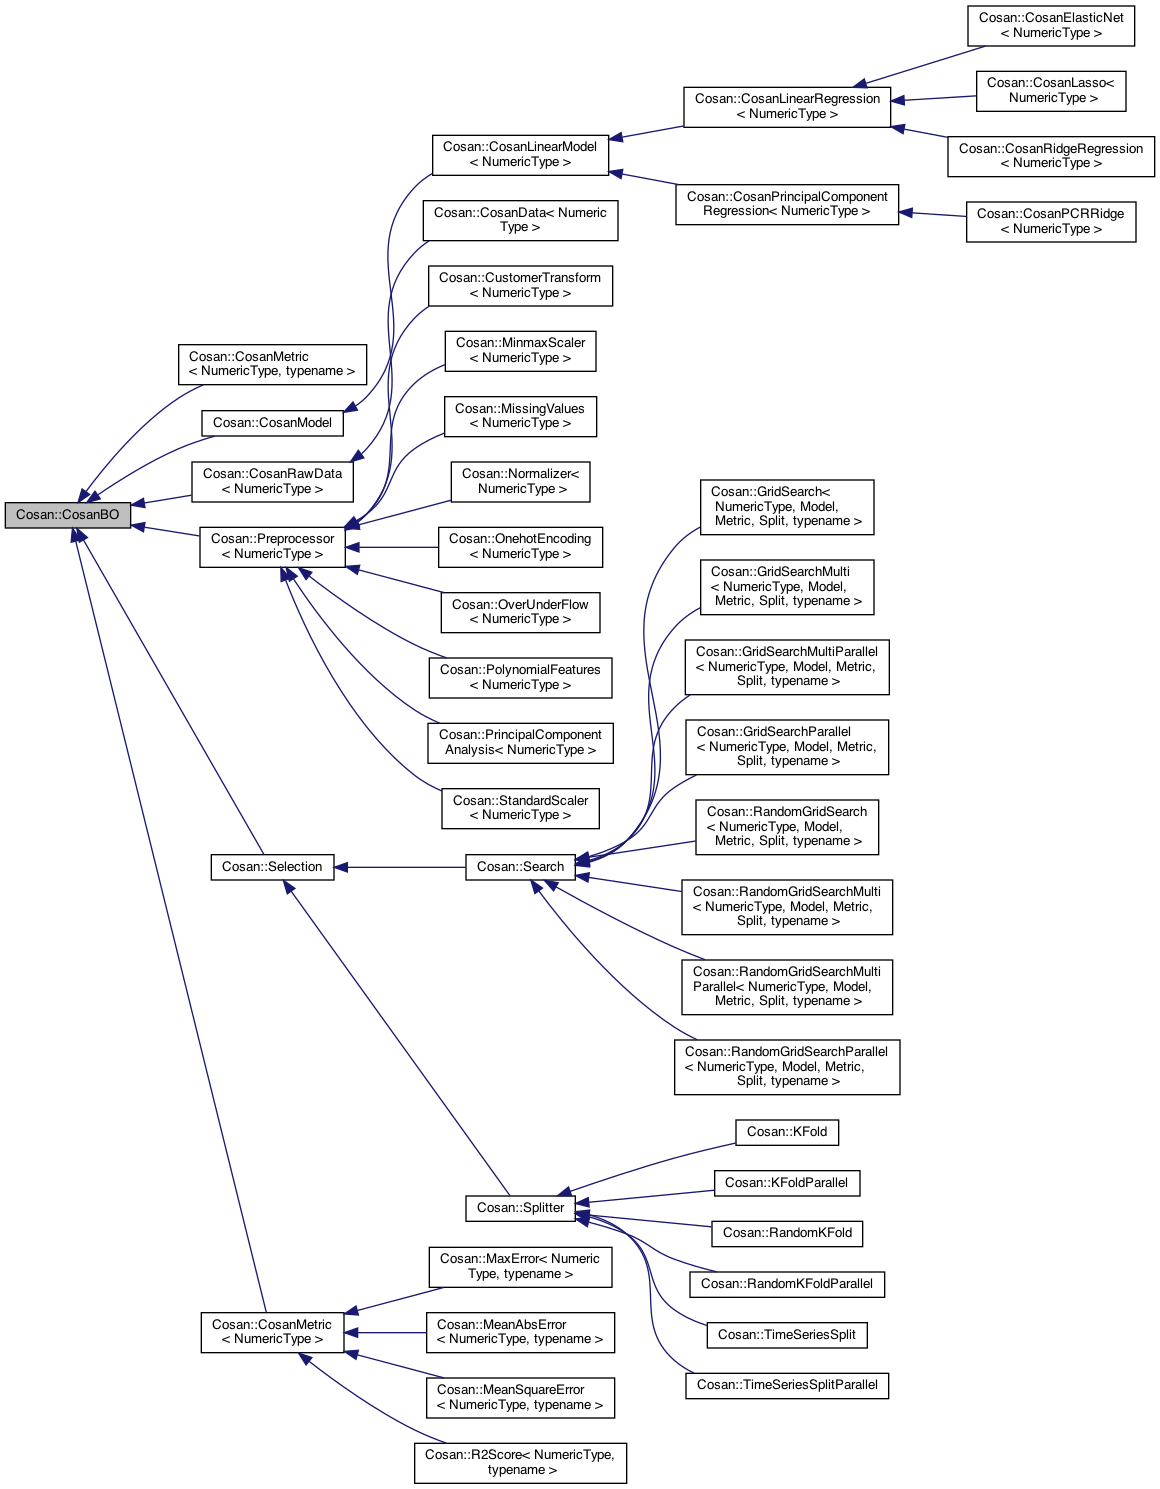 Cosan::CosanBO
Cosan::CosanMetric
< NumericType, typename >
Cosan::CosanModel
Cosan::CosanRawData
< NumericType >
Cosan::Preprocessor
< NumericType >
Cosan::Selection
Cosan::CosanMetric
< NumericType >
Cosan::CosanLinearModel
< NumericType >
Cosan::CosanData< Numeric
Type >
Cosan::CustomerTransform
< NumericType >
Cosan::MinmaxScaler
< NumericType >
Cosan::MissingValues
< NumericType >
Cosan::Normalizer<
NumericType >
Cosan::OnehotEncoding
< NumericType >
Cosan::OverUnderFlow
< NumericType >
Cosan::PolynomialFeatures
< NumericType >
Cosan::PrincipalComponent
Analysis< NumericType >
Cosan::StandardScaler
< NumericType >
Cosan::Search
Cosan::Splitter
Cosan::MaxError< Numeric
Type, typename >
Cosan::MeanAbsError
< NumericType, typename >
Cosan::MeanSquareError
< NumericType, typename >
Cosan::R2Score< NumericType,
typename >
Cosan::CosanLinearRegression
< NumericType >
Cosan::CosanPrincipalComponent
Regression< NumericType >
Cosan::GridSearch<
NumericType, Model,
Metric, Split, typename >
Cosan::GridSearchMulti
< NumericType, Model,
Metric, Split, typename >
Cosan::GridSearchMultiParallel
< NumericType, Model, Metric,
Split, typename >
Cosan::GridSearchParallel
< NumericType, Model, Metric,
Split, typename >
Cosan::RandomGridSearch
< NumericType, Model,
Metric, Split, typename >
Cosan::RandomGridSearchMulti
< NumericType, Model, Metric,
Split, typename >
Cosan::RandomGridSearchMulti
Parallel< NumericType, Model,
Metric, Split, typename >
Cosan::RandomGridSearchParallel
< NumericType, Model, Metric,
Split, typename >
Cosan::KFold
Cosan::KFoldParallel
Cosan::RandomKFold
Cosan::RandomKFoldParallel
Cosan::TimeSeriesSplit
Cosan::TimeSeriesSplitParallel
Cosan::CosanElasticNet
< NumericType >
Cosan::CosanLasso<
NumericType >
Cosan::CosanRidgeRegression
< NumericType >
Cosan::CosanPCRRidge
< NumericType >